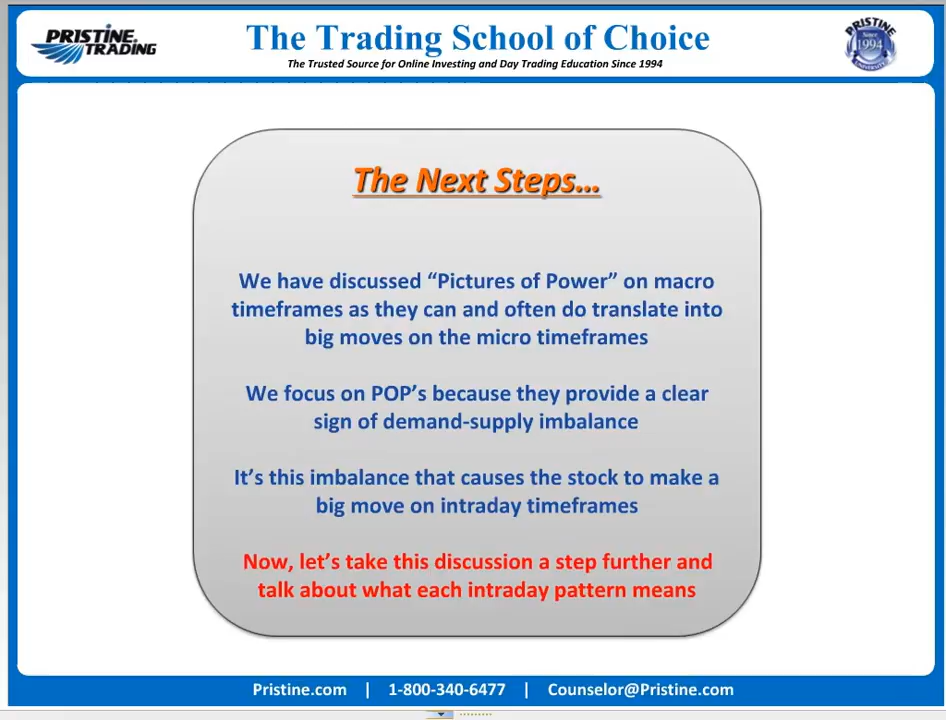 PRISTINE
TRADING
The Trading School of Choice
The Trusted Source for Online Investing and Day Trading Education Since 1994
PRISTINE
Since
1994
UNIVERSITY
The Next Steps...
We have discussed “Pictures of Power” on macro
timeframes as they can and often do translate into
big moves on the micro timeframes
We focus on POP’s because they provide a clear
sign of demand-supply imbalance
It’s this imbalance that causes the stock to make a
big move on intraday timeframes
Now, let’s take this discussion a step further and
talk about what each intraday pattern means
Pristine.com | 1-800-340-6477 | Counselor@Pristine.com